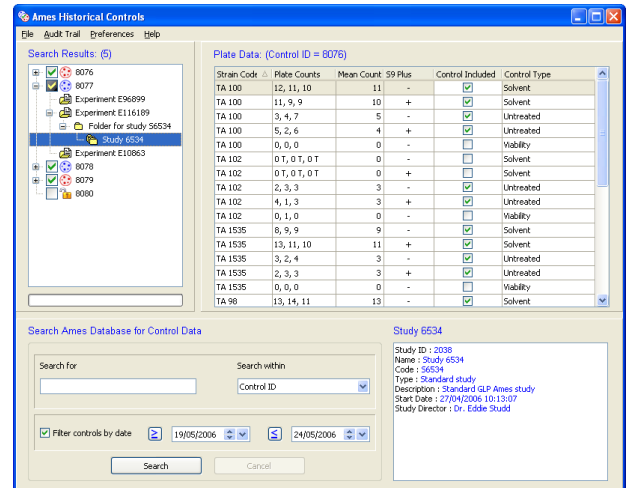 Ames Historical Controls
File Audit Trail Preferences Help
Search Results: (5)
8076
8077
Experiment E96899
Experiment E116189
Folder for study S6534
Study 6534
Experiment E10863
8078
8079
8080
Plate Data: (Control ID = 8076)
Strain Code Plate Counts Mean Count S9 Plus Control Included Control Type
TA 100 12, 11, 10 11 - Solvent
TA 100 11, 9, 9 10 + Solvent
TA 100 3, 4, 7 5 - Untreated
TA 100 5, 2, 6 4 + Untreated
TA 100 0, 0, 0 0 - Viability
TA 102 0 T, 0 T, 0 T 0 - Solvent
TA 102 0 T, 0 T, 0 T 0 + Solvent
TA 102 2, 3, 3 3 - Untreated
TA 102 4, 1, 3 3 + Untreated
TA 102 0, 1, 0 0 - Viability
TA 1535 8, 9, 9 9 - Solvent
TA 1535 13, 11, 10 11 + Solvent
TA 1535 3, 2, 4 3 - Untreated
TA 1535 2, 3, 3 3 + Untreated
TA 1535 0, 0, 0 0 - Viability
TA 98 13, 14, 11 13 - Solvent
Search Ames Database for Control Data
Search for Search within
Control ID
Filter controls by date ≥ 19/05/2006 ≤ 24/05/2006
Search Cancel
Study 6534
Study ID : 2038
Name : Study 6534
Code : S6534
Type : Standard study
Description : Standard GLP Ames study
Start Date : 27/04/2006 10:13:07
Study Director : Dr. Eddie Studd